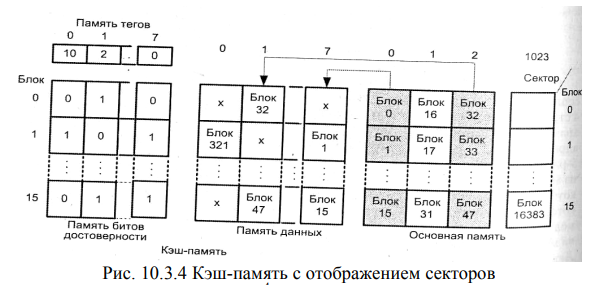 Память тегов
0 1 7
10 2 . 0
Блок
0 0 1 0
1 1 0 1
15 0 1 1
Память битов
достоверности
Кэш-память
0 1 7
x Блок 32 x
Блок 321 x Блок 1
x Блок 47 Блок 15
Память данных
0 1 2 1023
Сектор
Блок
Блок 0 Блок 16 Блок 32 0
Блок 1 Блок 17 Блок 33 1
Блок 15 Блок 31 Блок 47 Блок 16383 15
Основная память
Рис. 10.3.4 Кэш-память с отображением секторов